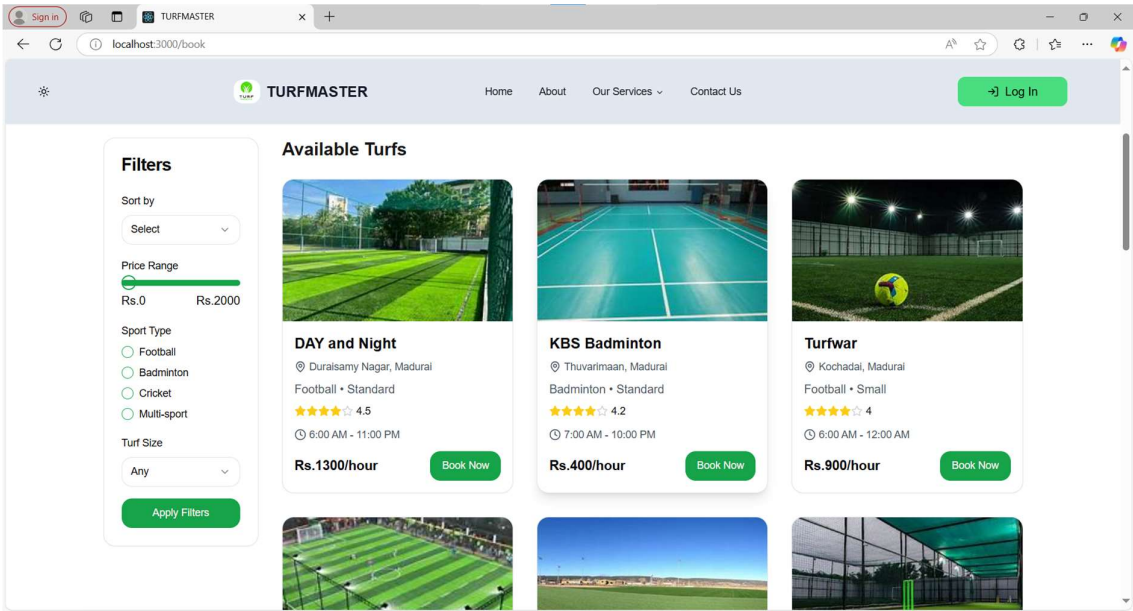 Sign in
TURFMASTER
localhost:3000/book
TURF
TURFMASTER
Home
About
Our Services
Contact Us
Log In
Filters
Sort by
Select
Price Range
Rs.0 Rs.2000
Sport Type
Football
Badminton
Cricket
Multi-sport
Turf Size
Any
Apply Filters
Available Turfs
DAY and Night
Duraisamy Nagar, Madurai
Football • Standard
4.5
6:00 AM - 11:00 PM
Rs.1300/hour
Book Now
KBS Badminton
Thuvarimaan, Madurai
Badminton • Standard
4.2
7:00 AM - 10:00 PM
Rs.400/hour
Book Now
Turfwar
Kochadai, Madurai
Football • Small
4
6:00 AM - 12:00 AM
Rs.900/hour
Book Now